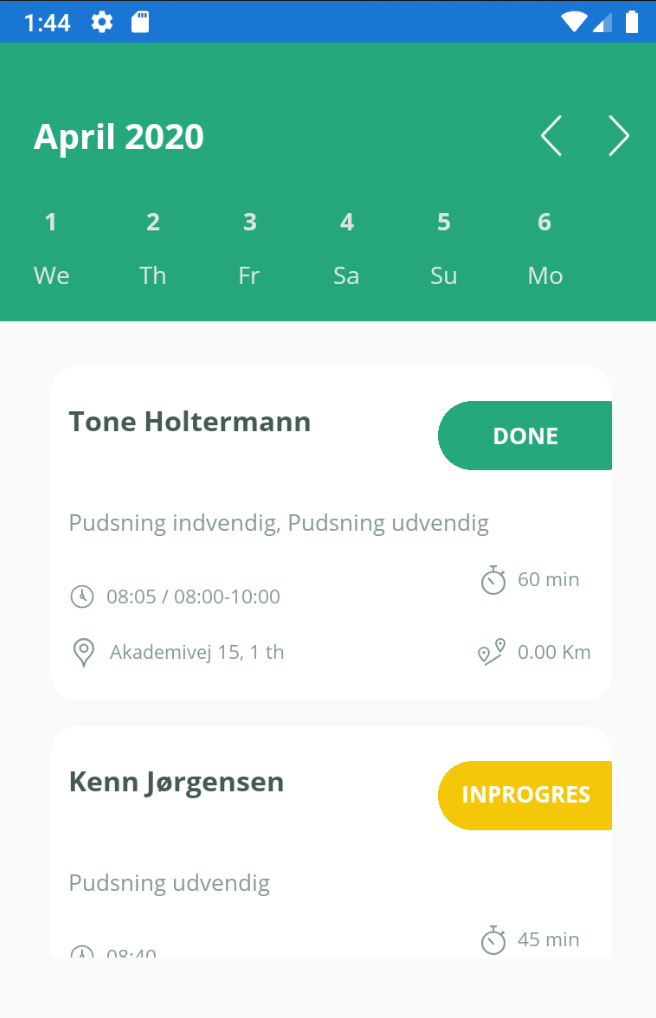 1:44
April 2020
1 2 3 4 5 6
We Th Fr Sa Su Mo
Tone Holtermann
DONE
Pudsning indvendig, Pudsning udvendig
60 min
08:05 / 08:00-10:00
Akademivej 15, 1 th
0.00 Km
Kenn Jørgensen
INPROGRES
Pudsning udvendig
45 min
08:40